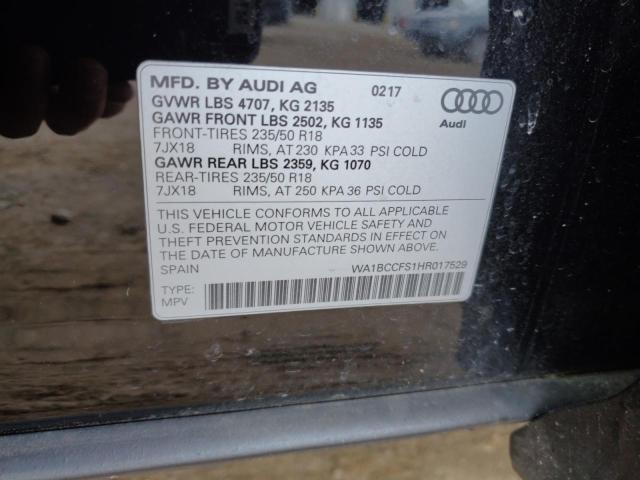 MFD. BY AUDI AG 0217
GVWR LBS 4707, KG 2135
GAWR FRONT LBS 2502, KG 1135
FRONT-TIRES 235/50 R18
7JX18 RIMS, AT 230 KPA 33 PSI COLD
GAWR REAR LBS 2359, KG 1070
REAR-TIRES 235/50 R18
7JX18 RIMS, AT 250 KPA 36 PSI COLD
Audi
THIS VEHICLE CONFORMS TO ALL APPLICABLE
U.S. FEDERAL MOTOR VEHICLE SAFETY AND
THEFT PREVENTION STANDARDS IN EFFECT ON
THE DATE OF MANUFACTURE SHOWN ABOVE.
SPAIN WA1BCCFS1HR017529
TYPE:
MPV